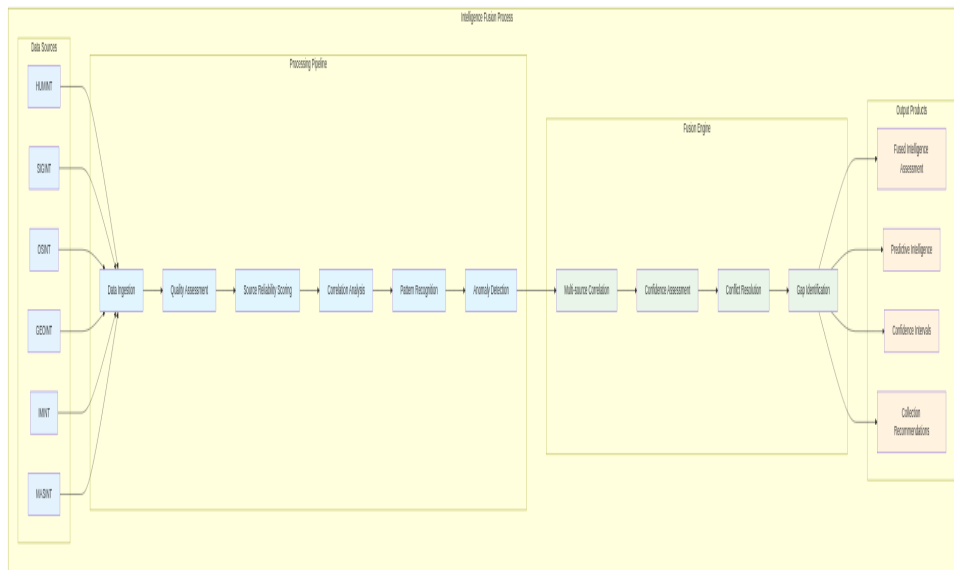 Intelligence Fusion Process
Data Sources
HUMINT
SIGINT
OSINT
GEOINT
IMINT
MASINT
Processing Pipeline
Data Ingestion
Quality Assessment
Source Reliability Scoring
Correlation Analysis
Pattern Recognition
Anomaly Detection
Fusion Engine
Multi-source Correlation
Confidence Assessment
Conflict Resolution
Gap Identification
Output Products
Fused Intelligence
Assessment
Predictive Intelligence
Confidence Intervals
Collection
Recommendations